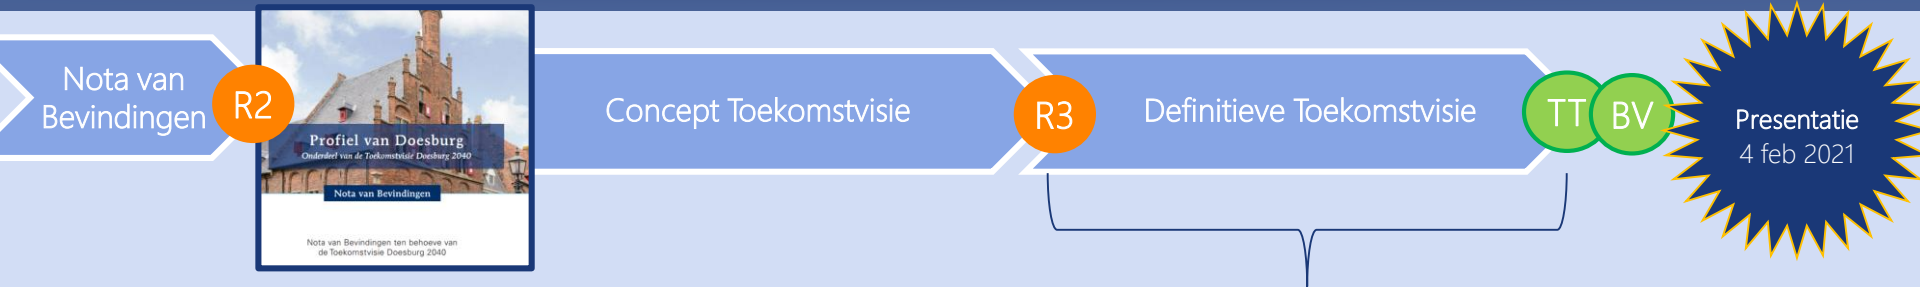 Nota van
Bevindingen
R2
Profiel van Doesburg
Onderdeel van de Toekomstvisie Doesburg 2040
Nota van Bevindingen
Nota van Bevindingen ten behoeve van
de Toekomstvisie Doesburg 2040
Concept Toekomstvisie
R3
Definitieve Toekomstvisie
TT
BV
Presentatie
4 feb 2021